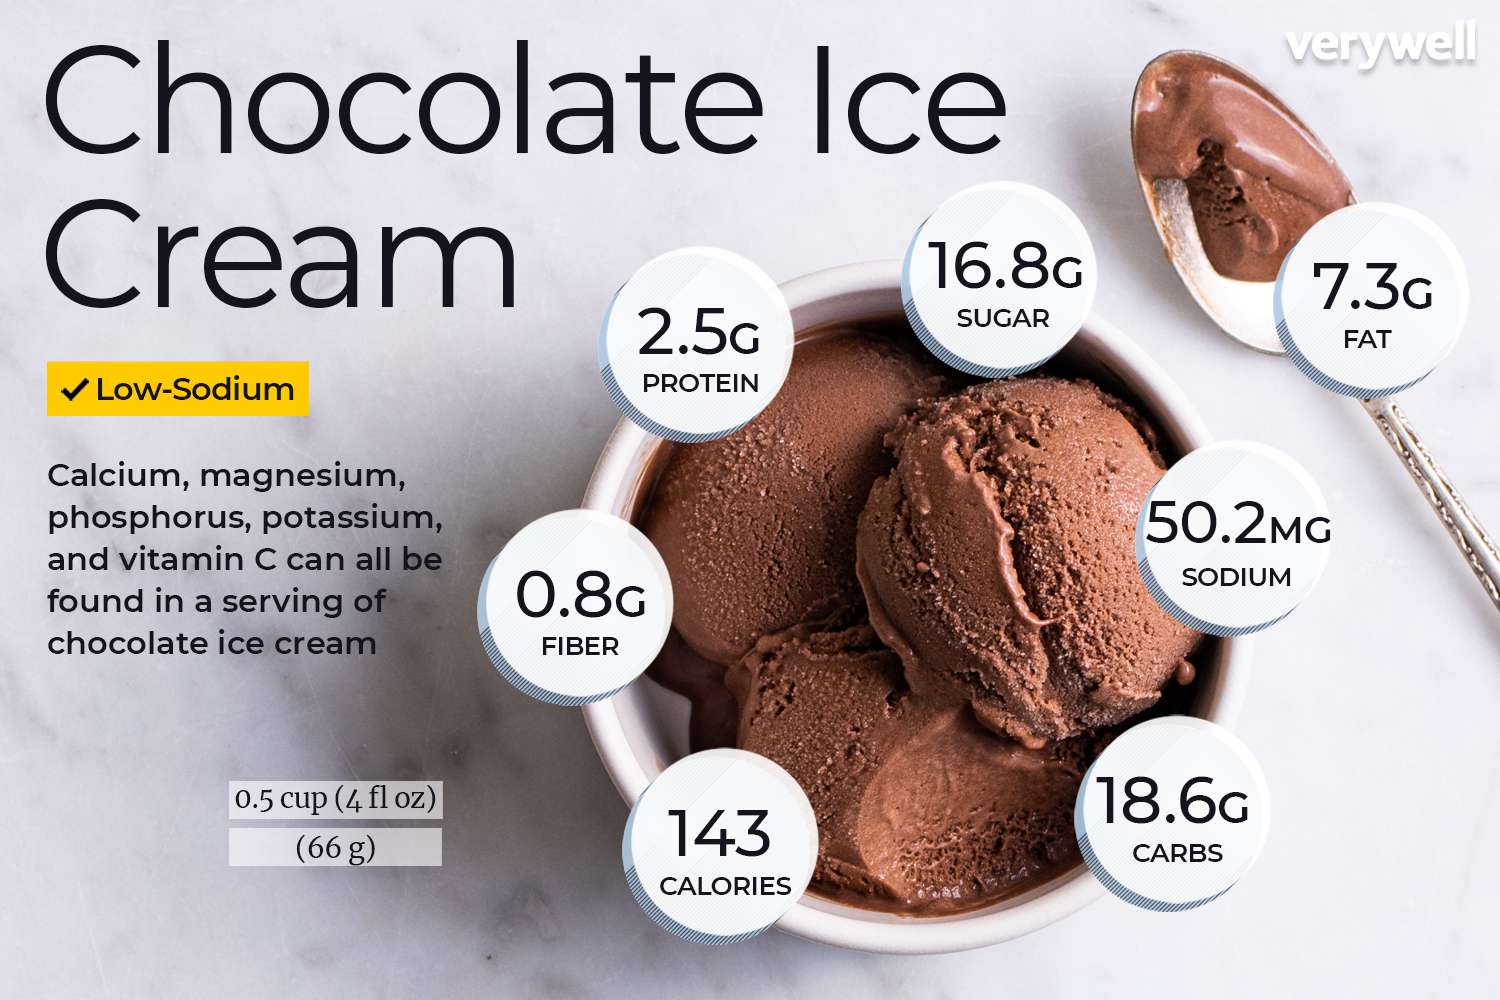 verywell
Chocolate Ice
Cream
Low-Sodium
Calcium, magnesium,
phosphorus, potassium,
and vitamin C can all be
found in a serving of
chocolate ice cream
0.5 cup (4 fl oz)
(66 g)
2.5G
PROTEIN
16.8G
SUGAR
7.3G
FAT
50.2MG
SODIUM
0.8G
FIBER
143
CALORIES
18.6G
CARBS